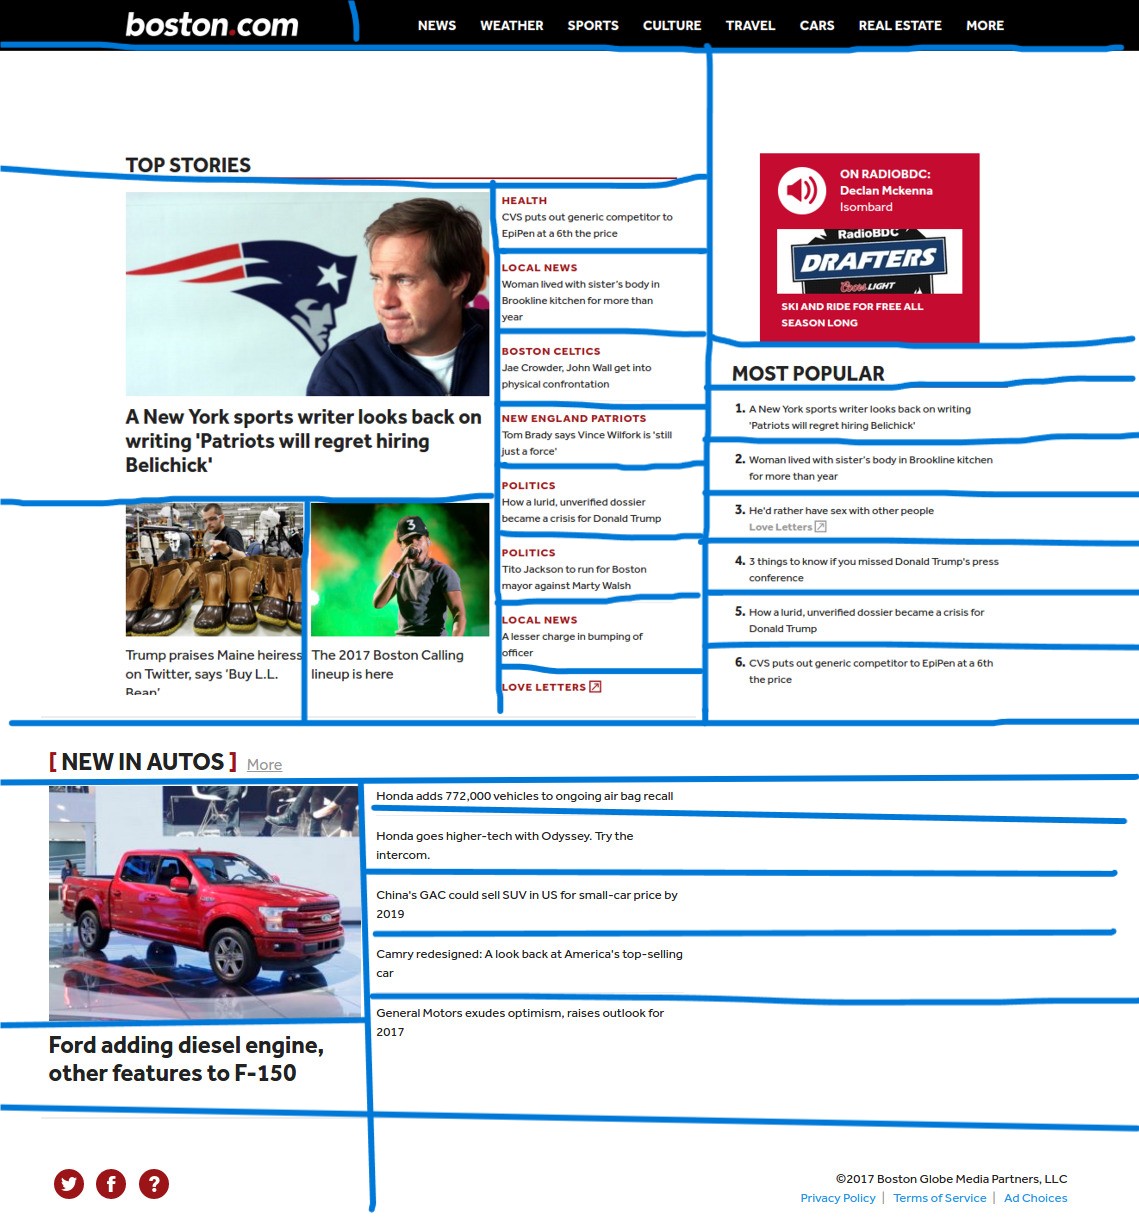 boston.com
NEWS WEATHER SPORTS CULTURE TRAVEL CARS REAL ESTATE MORE
TOP STORIES
A New York sports writer looks back on
writing 'Patriots will regret hiring
Belichick'
Trump praises Maine heiress
on Twitter, says 'Buy L.L.
Bean'
3
The 2017 Boston Calling
lineup is here
HEALTH
CVS puts out generic competitor to
EpiPen at a 6th the price
LOCAL NEWS
Woman lived with sister's body in
Brookline kitchen for more than
year
BOSTON CELTICS
Jae Crowder, John Wall get into
physical confrontation
NEW ENGLAND PATRIOTS
Tom Brady says Vince Wilfork is 'still
just a force'
POLITICS
How a lurid, unverified dossier
became a crisis for Donald Trump
POLITICS
Tito Jackson to run for Boston
mayor against Marty Walsh
LOCAL NEWS
A lesser charge in bumping of
officer
LOVE LETTERS
ON RADIOBDC:
Declan Mckenna
Isombard
RadioBDC
DRAFTERS
Coors LIGHT
SKI AND RIDE FOR FREE ALL
SEASON LONG
MOST POPULAR
1. A New York sports writer looks back on writing
'Patriots will regret hiring Belichick'
2. Woman lived with sister's body in Brookline kitchen
for more than year
3. He'd rather have sex with other people
Love Letters
4. 3 things to know if you missed Donald Trump's press
conference
5. How a lurid, unverified dossier became a crisis for
Donald Trump
6. CVS puts out generic competitor to EpiPen at a 6th
the price
[ NEW IN AUTOS ] More
Ford adding diesel engine,
other features to F-150
Honda adds 772,000 vehicles to ongoing air bag recall
Honda goes higher-tech with Odyssey. Try the
intercom.
China's GAC could sell SUV in US for small-car price by
2019
Camry redesigned: A look back at America's top-selling
car
General Motors exudes optimism, raises outlook for
2017
?
©2017 Boston Globe Media Partners, LLC
Privacy Policy | Terms of Service | Ad Choices